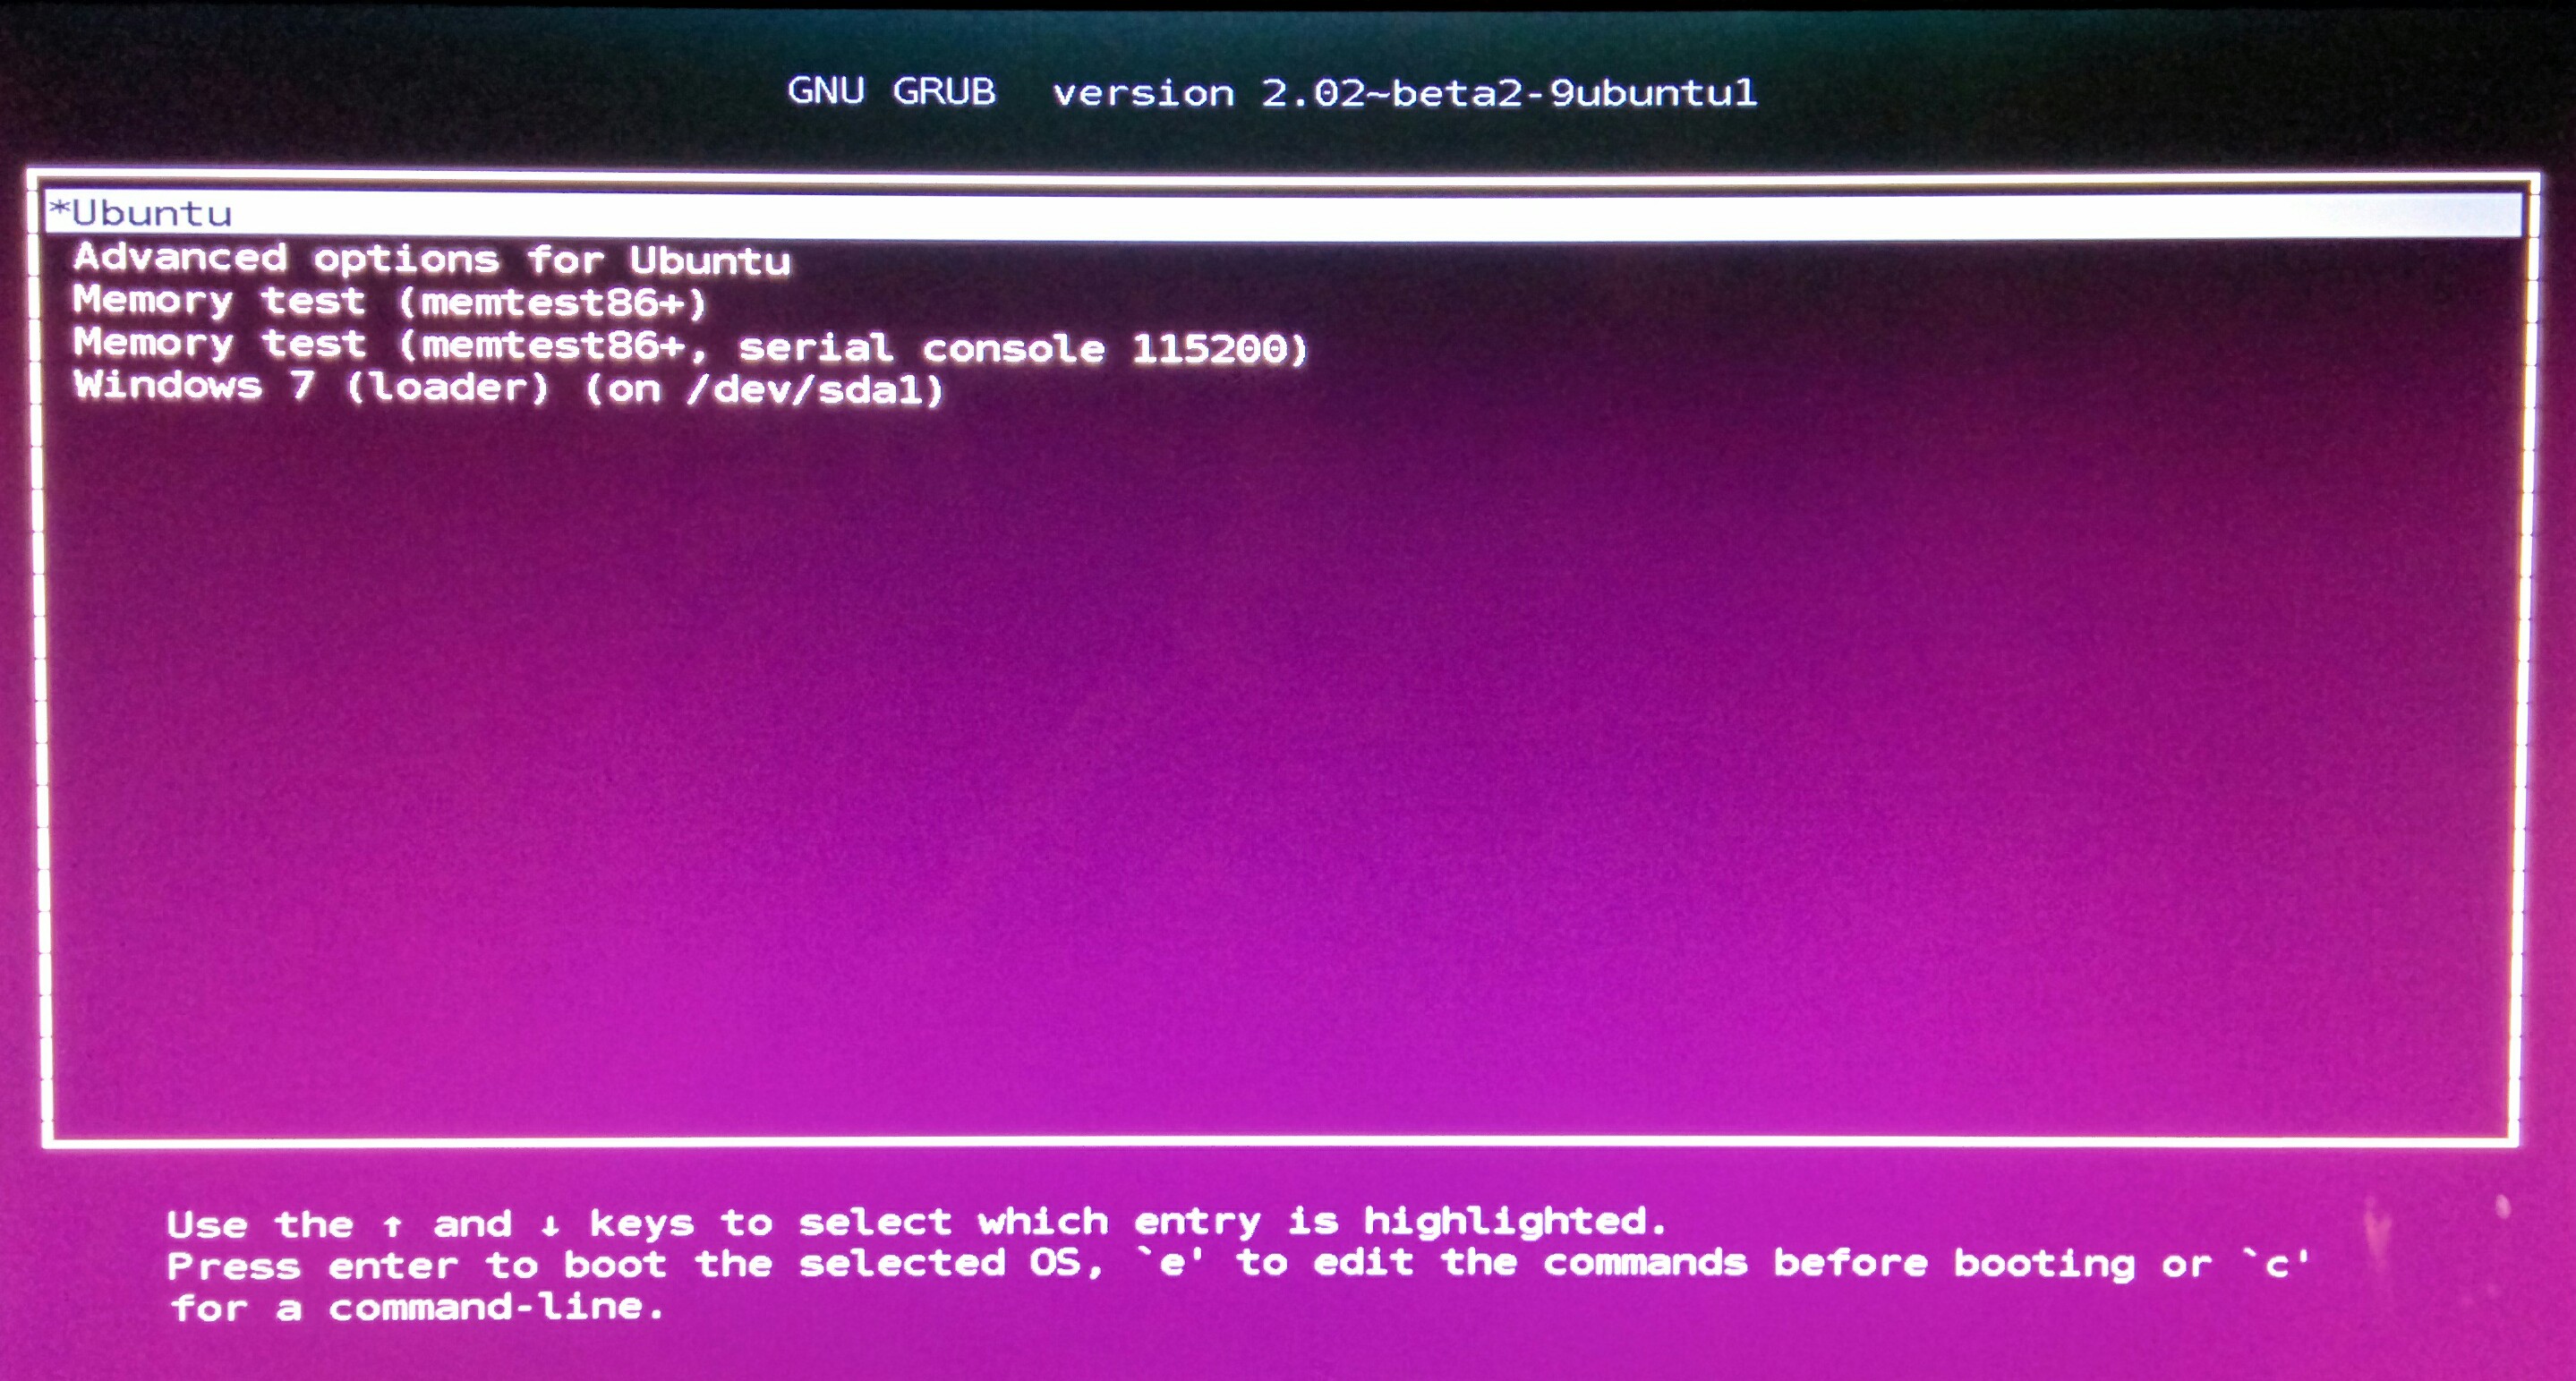 GNU GRUB  version 2.02~beta2-9ubuntu1
*Ubuntu
Advanced options for Ubuntu
Memory test (memtest86+)
Memory test (memtest86+, serial console 115200)
Windows 7 (loader) (on /dev/sda1)
Use the ↑ and ↓ keys to select which entry is highlighted.
Press enter to boot the selected OS, `e' to edit the commands before booting or `c'
for a command-line.